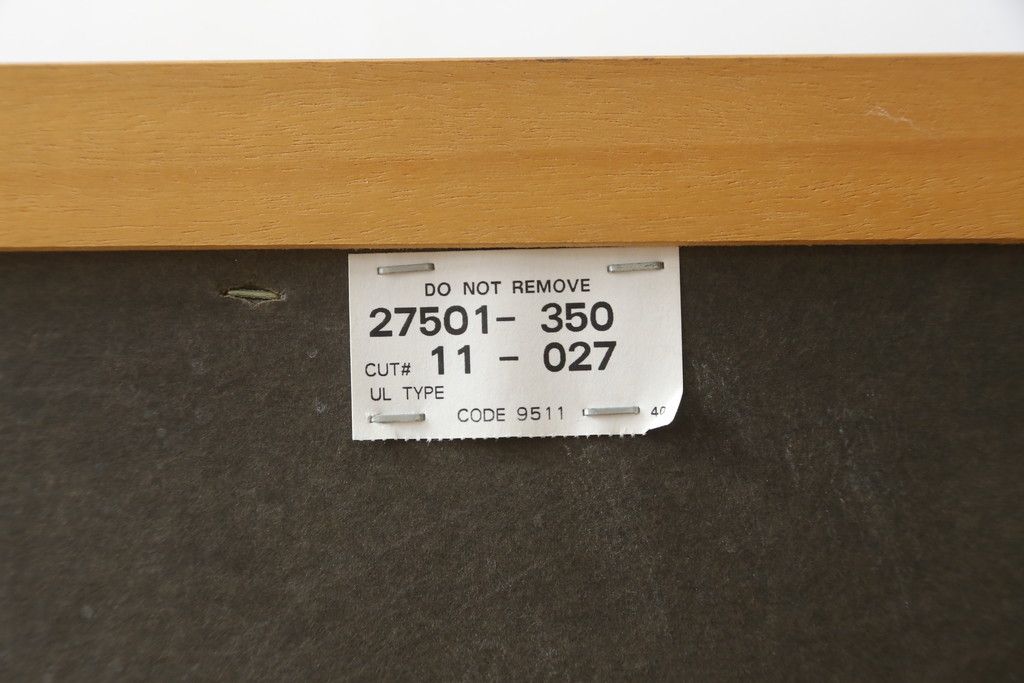 DO NOT REMOVE
27501- 350
CUT# 11 - 027
UL TYPE
CODE 9511